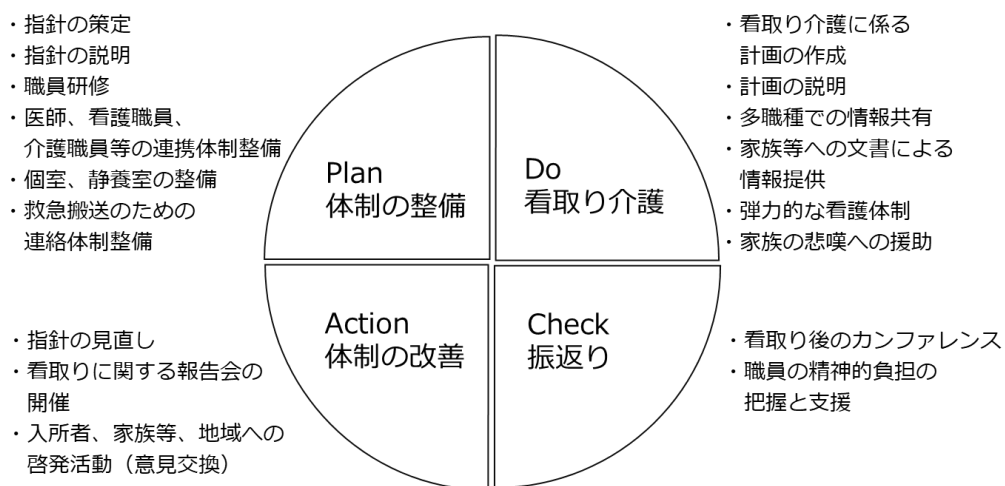 ・指針の策定
・指針の説明
・職員研修
・医師、看護職員、
介護職員等の連携体制整備
・個室、静養室の整備
・救急搬送のための
連絡体制整備
Plan
体制の整備
Do
看取り介護
・看取り介護に係る
計画の作成
・計画の説明
・多職種での情報共有
・家族等への文書による
情報提供
・弾力的な看護体制
・家族の悲嘆への援助
・指針の見直し
・看取りに関する報告会の
開催
・入所者、家族等、地域への
啓発活動（意見交換）
Action
体制の改善
Check
振返り
・看取り後のカンファレンス
・職員の精神的負担の
把握と支援